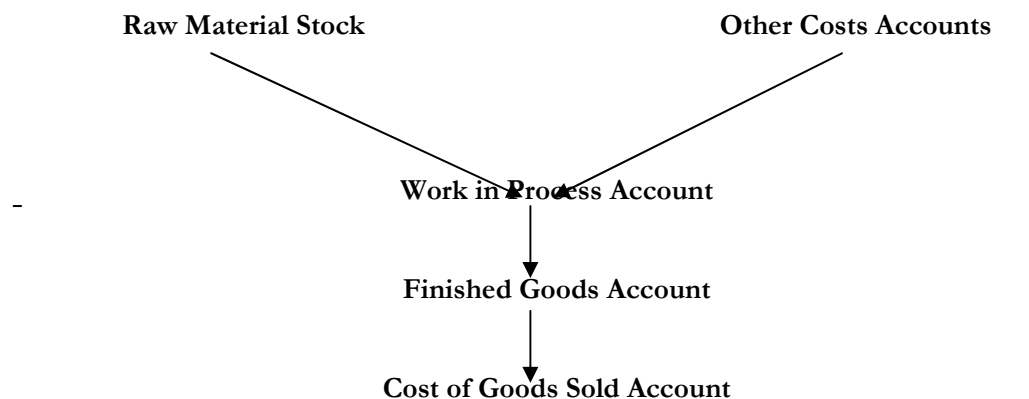 Raw Material Stock
Other Costs Accounts
Work in Process Account
-
Finished Goods Account
Cost of Goods Sold Account